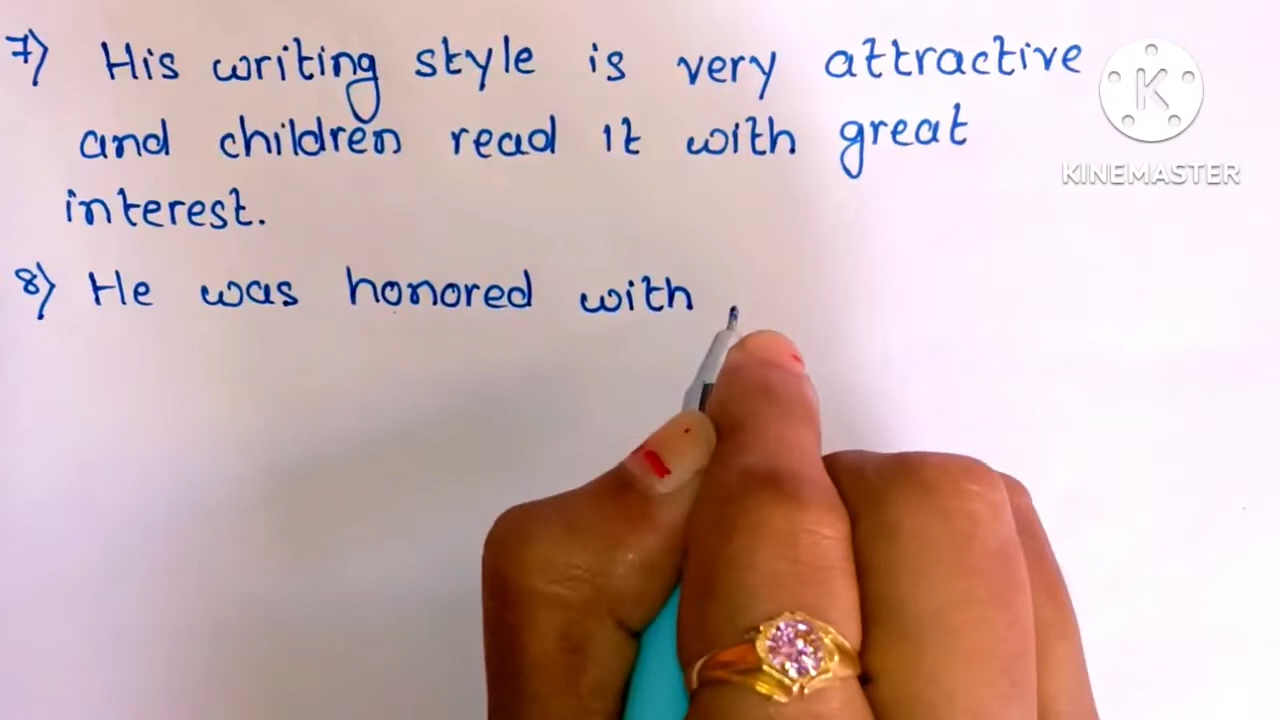 7) His writing style is very attractive
and children read it with great
interest.
8) He was honored with
K
KINEMASTER